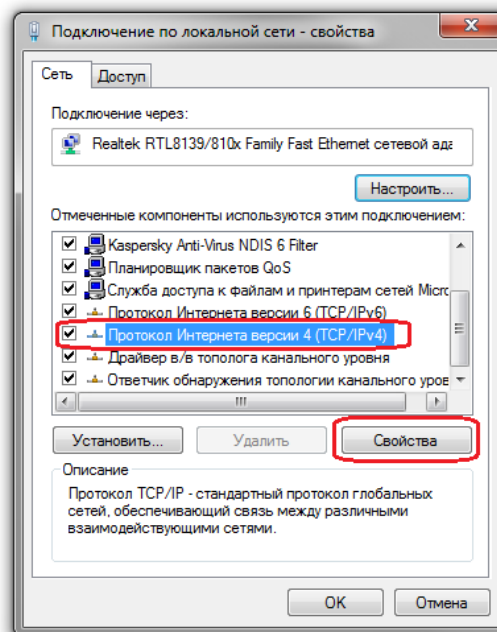 Подключение по локальной сети - свойства
Сеть Доступ
Подключение через:
Realtek RTL8139/810x Family Fast Ethernet сетевой ада
Настроить...
Отмеченные компоненты используются этим подключением:
Kaspersky Anti-Virus NDIS 6 Filter
Планировщик пакетов QoS
Служба доступа к файлам и принтерам сетей Micro
Протокол Интернета версии 6 (TCP/IPv6)
Протокол Интернета версии 4 (TCP/IPv4)
Драйвер в/в тополога канального уровня
Ответчик обнаружения топологии канального уров
Установить... Удалить Свойства
Описание
Протокол TCP/IP - стандартный протокол глобальных
сетей, обеспечивающий связь между различными
взаимодействующими сетями.
OK Отмена